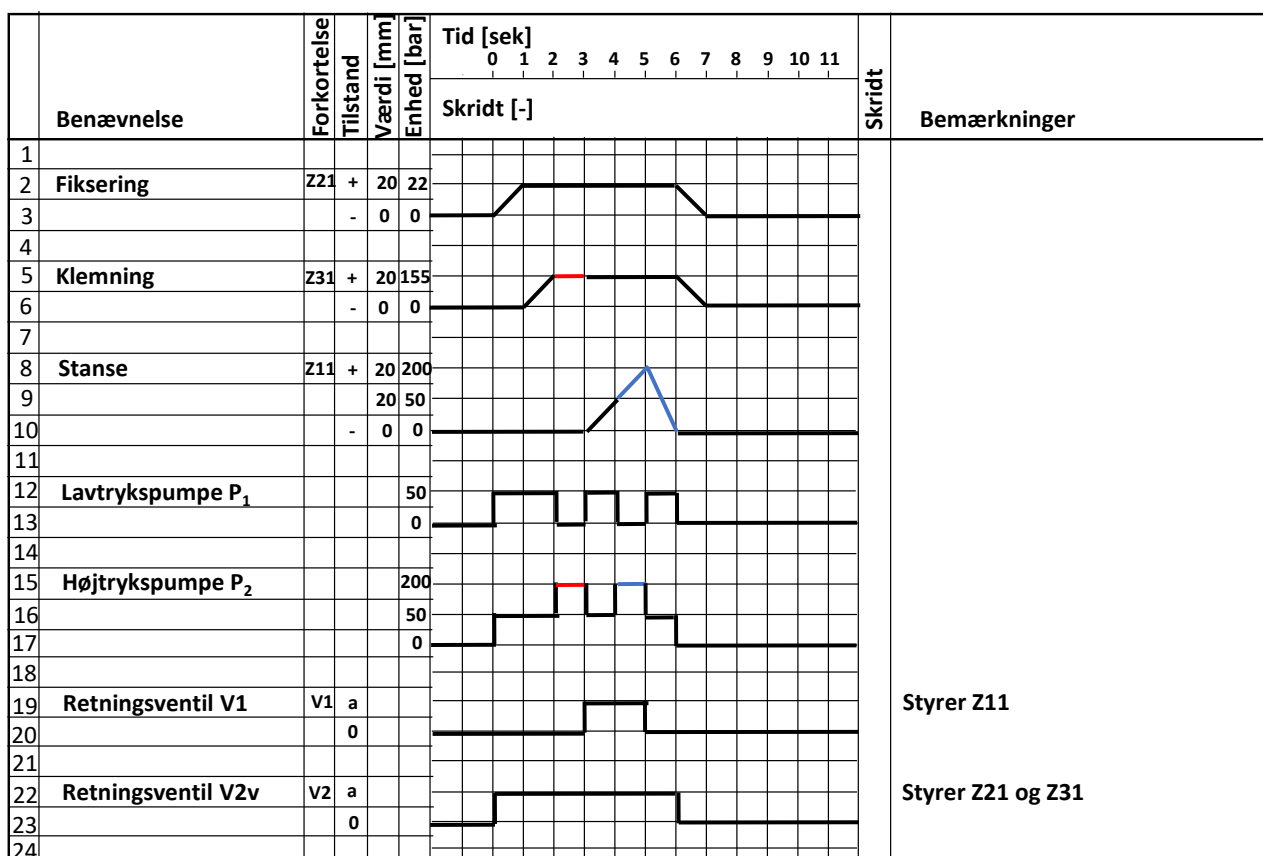 Benævnelse Forkortelse Tilstand Værdi [mm] Enhed [bar] Tid [sek] Skridt Bemærkninger
0 1 2 3 4 5 6 7 8 9 10 11
Skridt [-]
1
2 Fiksering Z21 + 20 22
3 - 0 0
4
5 Klemning Z31 + 20 155
6 - 0 0
7
8 Stanse Z11 + 20 200
9 20 50
10 - 0 0
11
12 Lavtrykspumpe P1 50
13 0
14
15 Højtrykspumpe P2 200
16 50
17 0
18
19 Retningsventil V1 V1 a Styrer Z11
20 0
21
22 Retningsventil V2v V2 a Styrer Z21 og Z31
23 0
24